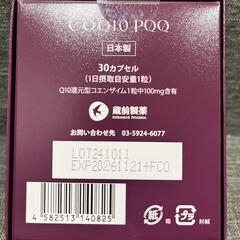 COQ10 PQQ
日本製
30カプセル
(1日摂取目安量1粒)
Q10還元型コエンザイム1粒中100mg含有
蔵前製薬
KURAMAE PHARMA
お問い合わせ先 03-5924-6077
LOT241011
EXP20261121+FCO
4 582513 140825
紙
箱
プラ
封緘